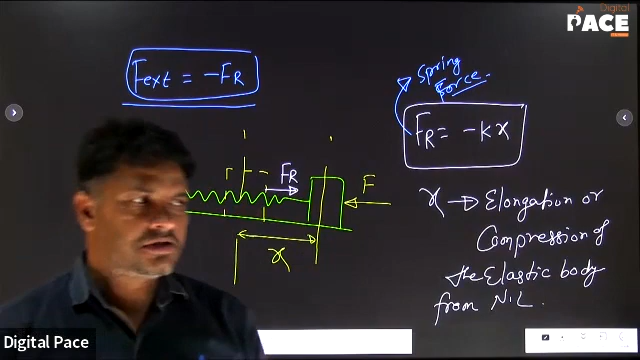 Digital
PACE
Fext = -FR
Spring
Force
FR = -kx
FR
F
x
x → Elongation or
Compression of
the Elastic body
from N.L.
Digital Pace